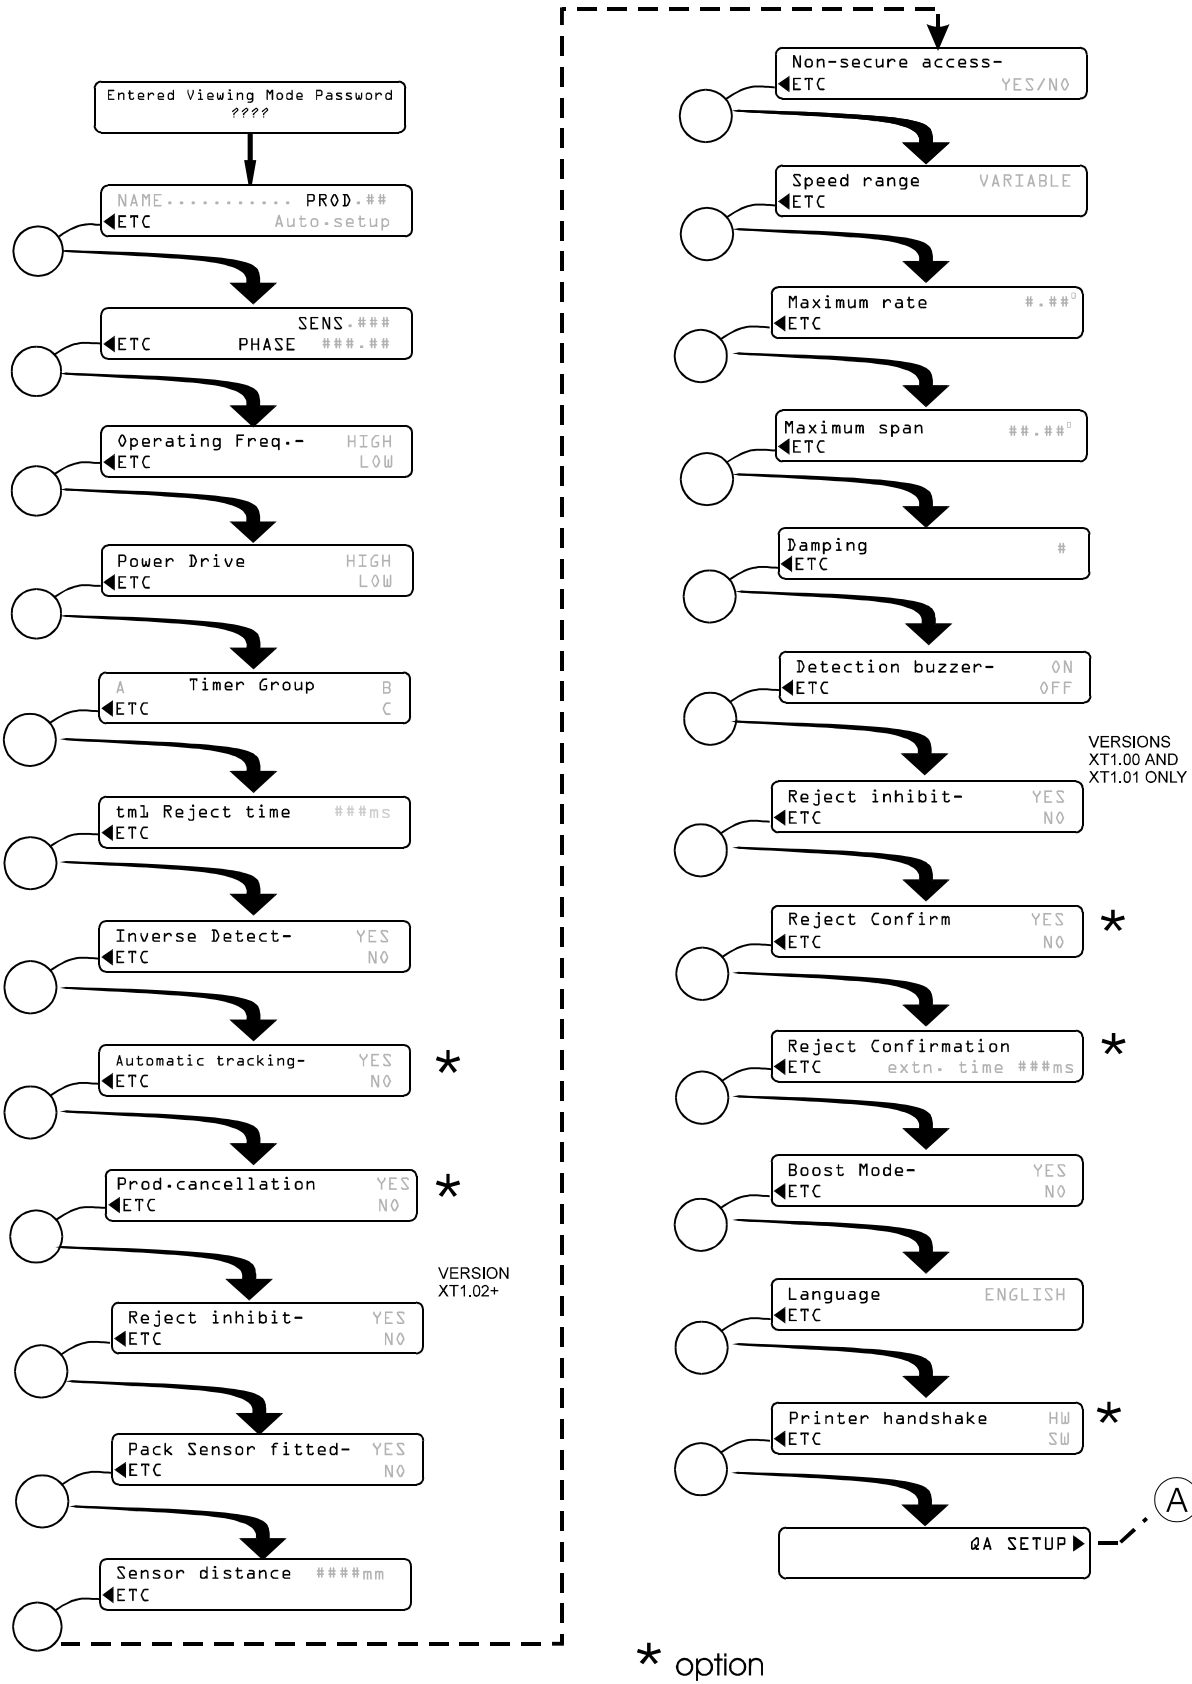 Entered Viewing Mode Password
????
NAME........... PROD.##
◀ETC Auto.setup
SENS.###
◀ETC PHASE ###.##
Operating Freq.- HIGH
◀ETC LOW
Power Drive HIGH
◀ETC LOW
A Timer Group B
◀ETC C
tm1 Reject time ###ms
◀ETC
Inverse Detect- YES
◀ETC NO
Automatic tracking- YES *
◀ETC NO
Prod.cancellation YES *
◀ETC NO
VERSION
XT1.02+
Reject inhibit- YES
◀ETC NO
Pack Sensor fitted- YES
◀ETC NO
Sensor distance ####mm
◀ETC
Non-secure access-
◀ETC YES/NO
Speed range VARIABLE
◀ETC
Maximum rate #.##▯
◀ETC
Maximum span ##.##▯
◀ETC
Damping #
◀ETC
Detection buzzer- ON
◀ETC OFF
VERSIONS
XT1.00 AND
XT1.01 ONLY
Reject inhibit- YES
◀ETC NO
Reject Confirm YES *
◀ETC NO
Reject Confirmation *
◀ETC extn. time ###ms
Boost Mode- YES
◀ETC NO
Language ENGLISH
◀ETC
Printer handshake HW *
◀ETC SW
QA SETUP▶
A
* option